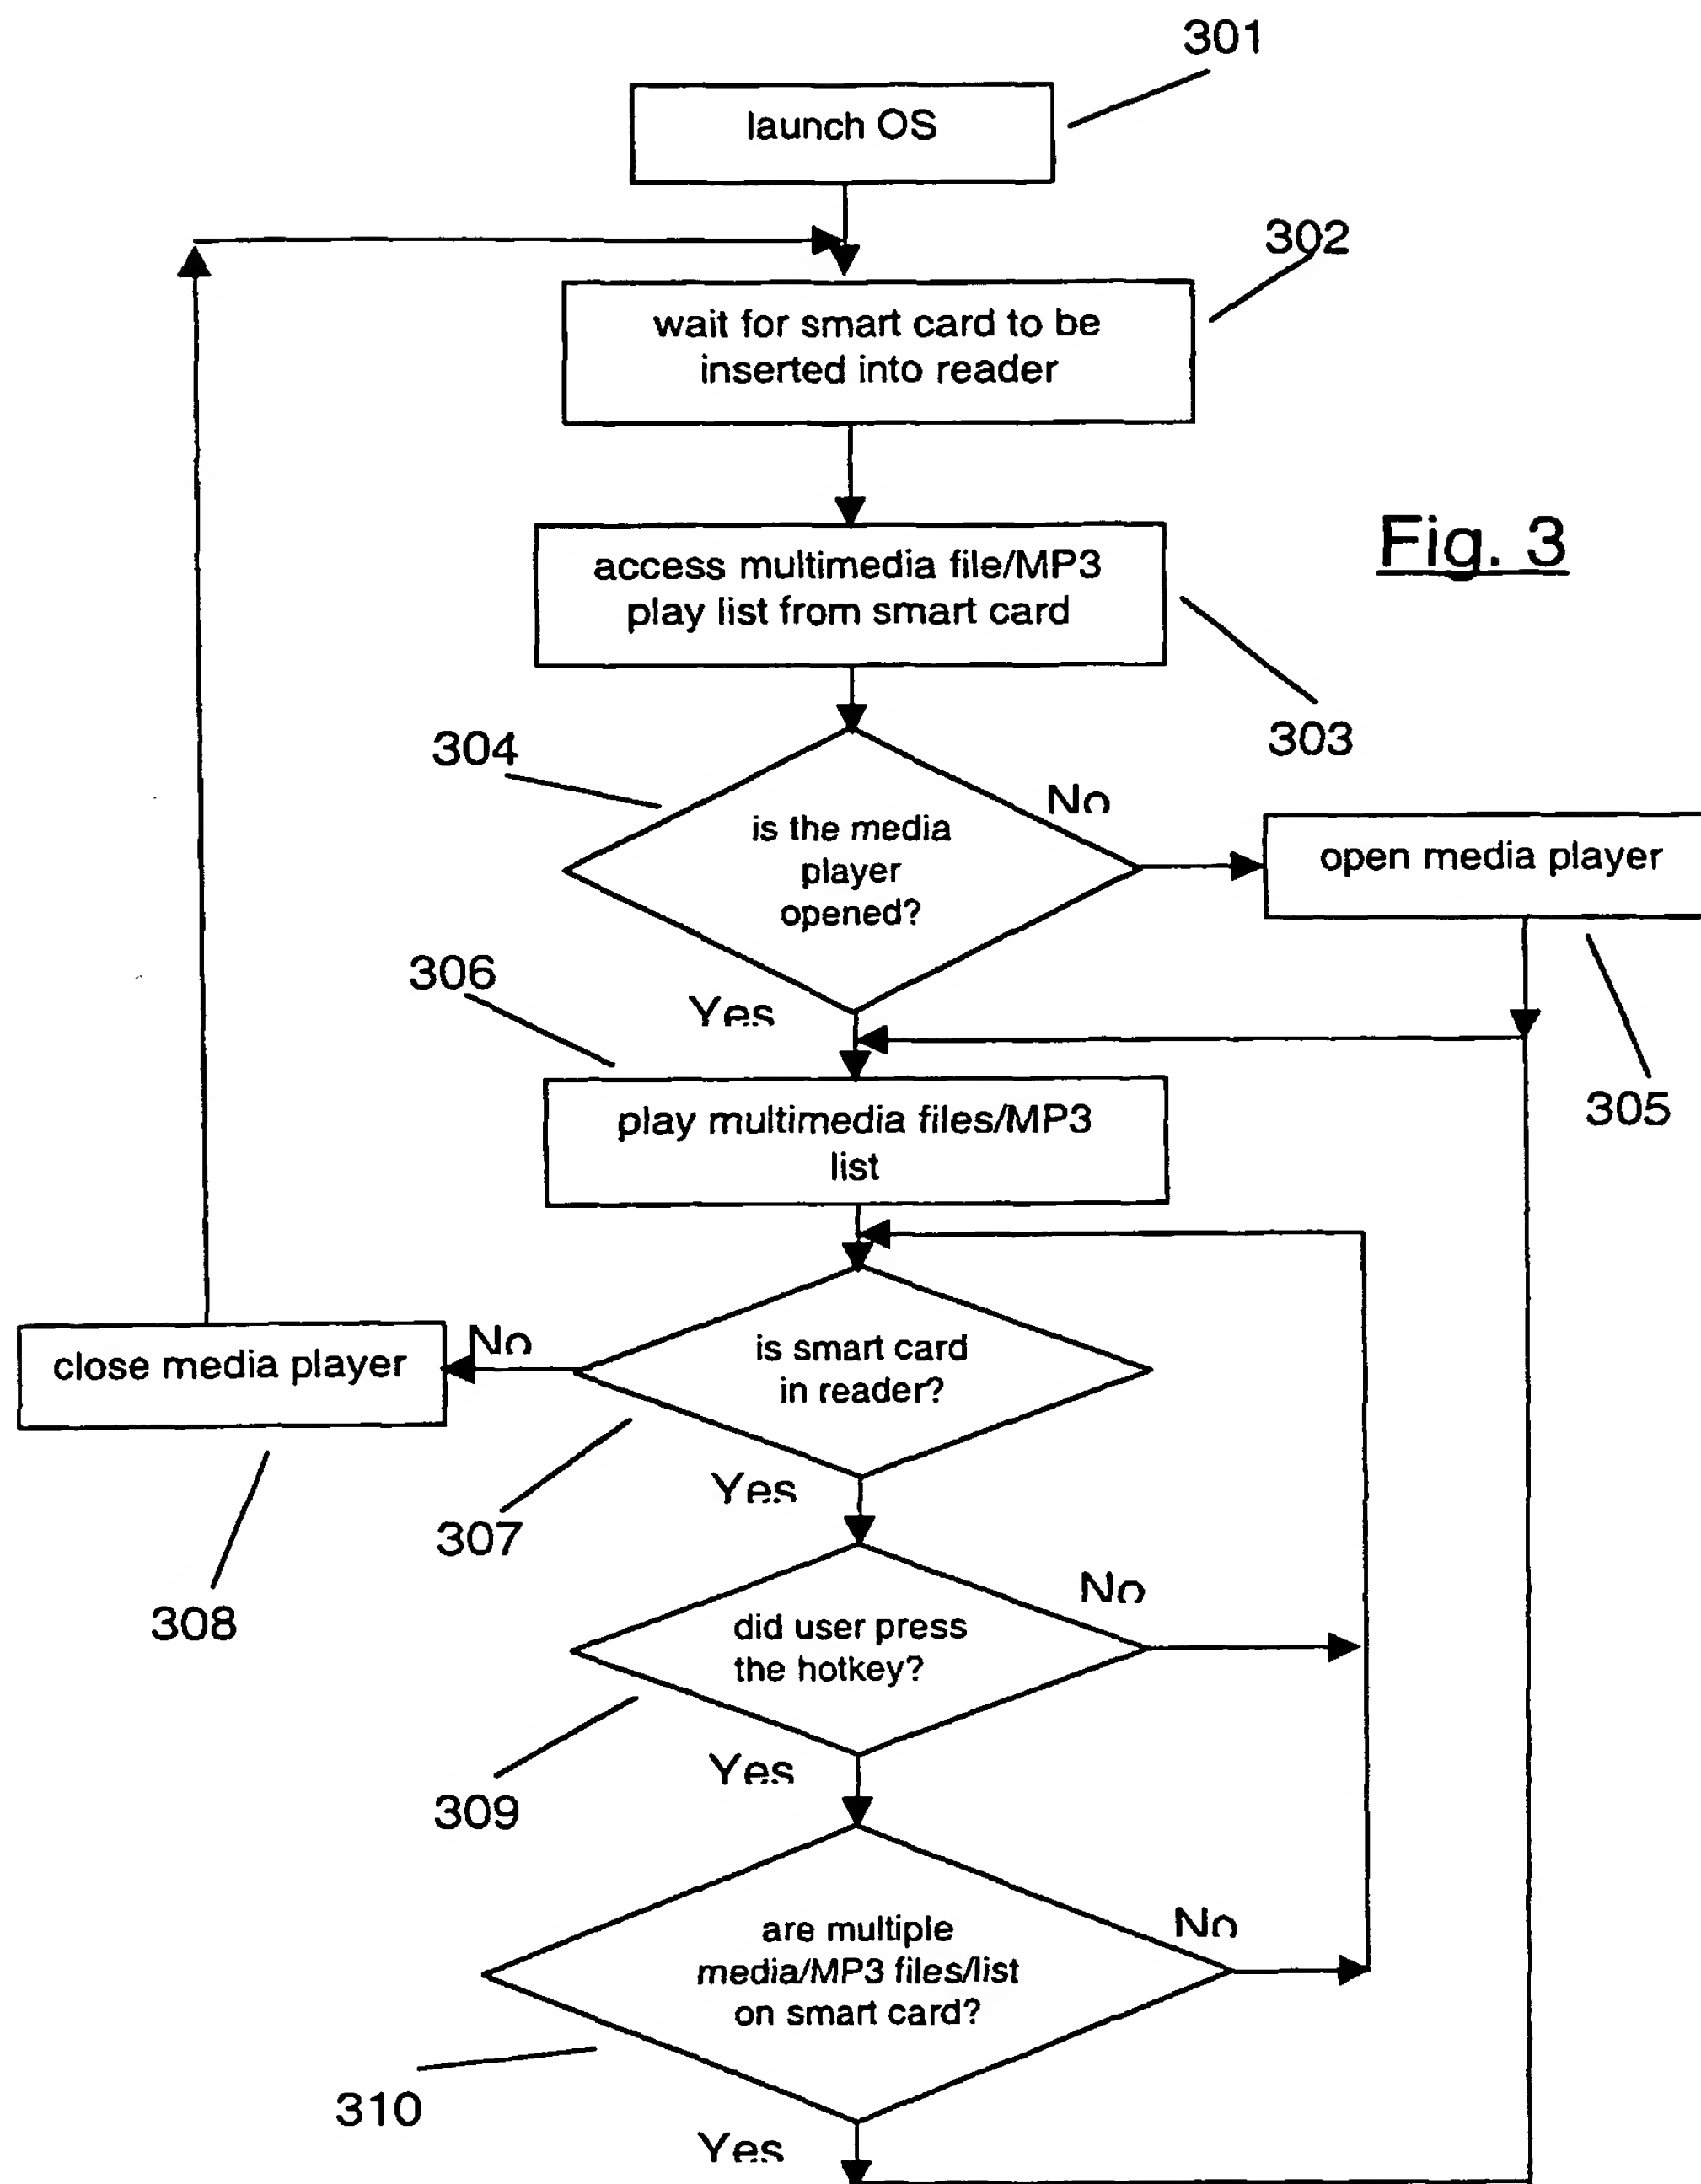 301
launch OS
302
wait for smart card to be
inserted into reader
Fig. 3
access multimedia file/MP3
play list from smart card
303
304
is the media
player
opened?
No
open media player
305
Yes
306
play multimedia files/MP3
list
is smart card
in reader?
No
close media player
308
307
Yes
did user press
the hotkey?
No
309
Yes
are multiple
media/MP3 files/list
on smart card?
No
310
Yes